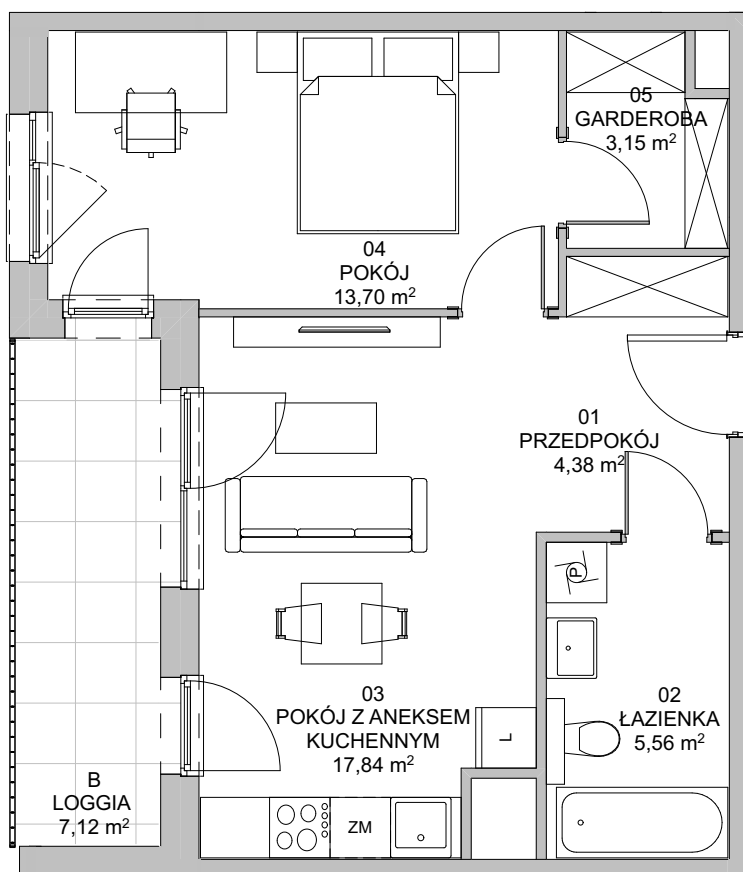 05
GARDEROBA
3,15 m²
04
POKÓJ
13,70 m²
01
PRZEDPOKÓJ
4,38 m²
P
03
POKÓJ Z ANEKSEM
KUCHENNYM
17,84 m²
L
02
ŁAZIENKA
5,56 m²
B
LOGGIA
7,12 m²
ZM